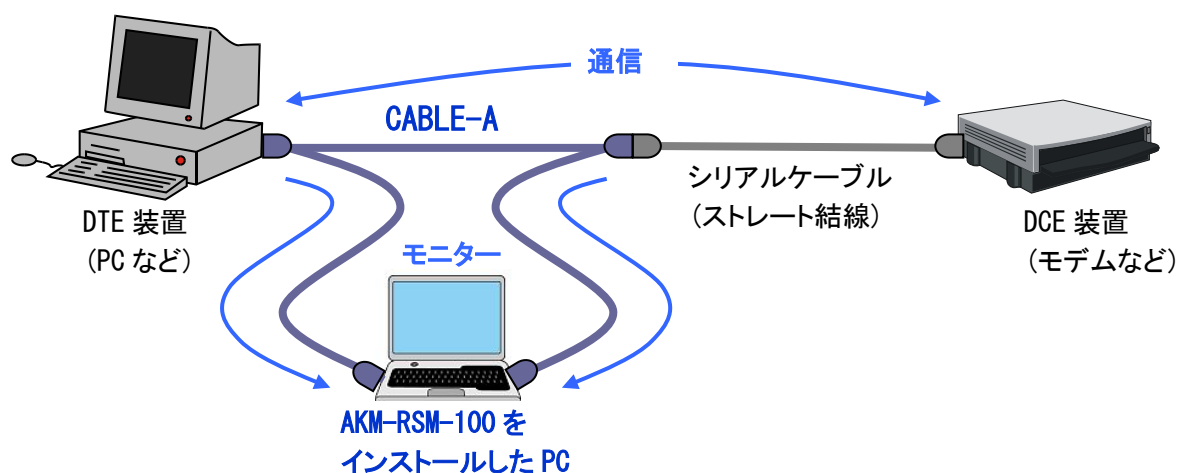 通信
CABLE-A
シリアルケーブル
（ストレート結線）
DTE 装置
（PC など）
DCE 装置
（モデムなど）
モニター
AKM-RSM-100 を
インストールした PC